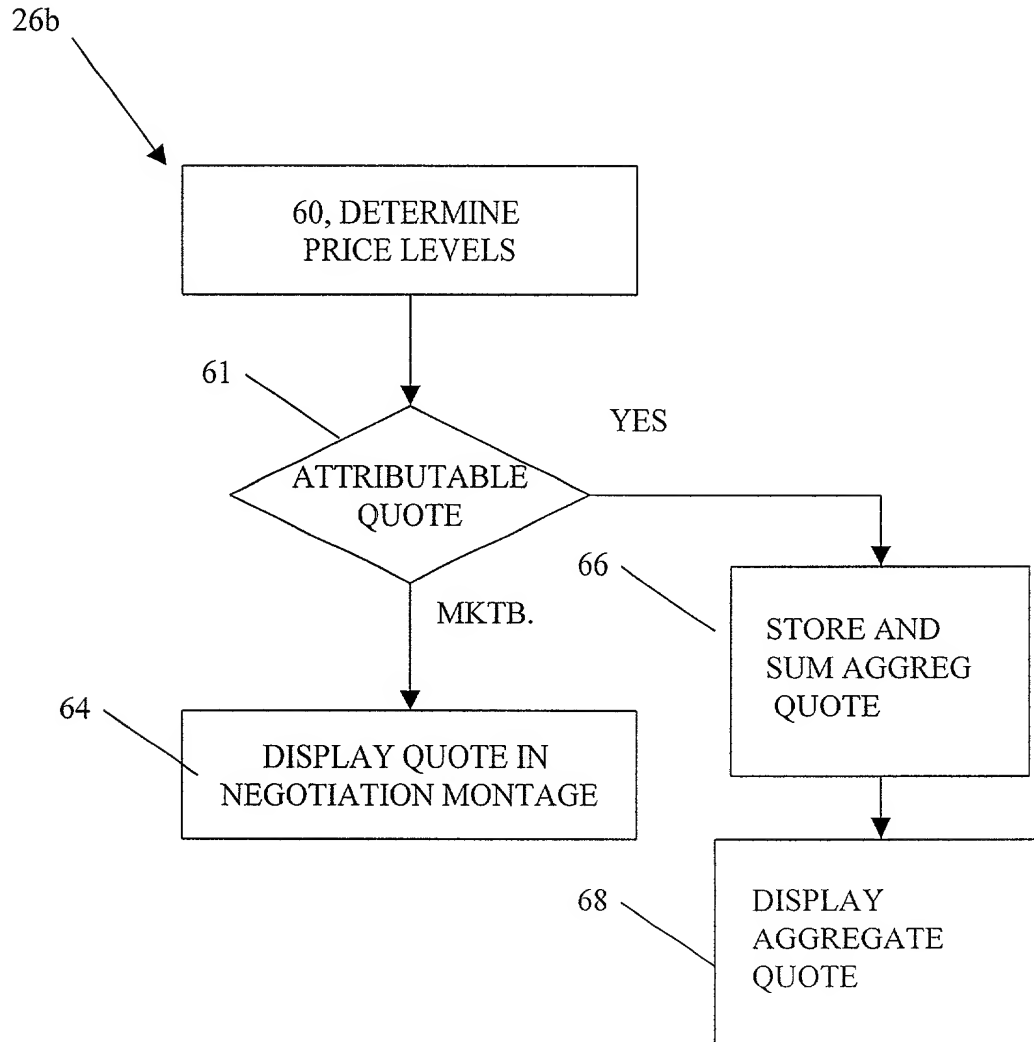 26b
60, DETERMINE
PRICE LEVELS
61
YES
ATTRIBUTABLE
QUOTE
66
MKTB.
STORE AND
SUM AGGREG
QUOTE
64
DISPLAY QUOTE IN
NEGOTIATION MONTAGE
68
DISPLAY
AGGREGATE
QUOTE